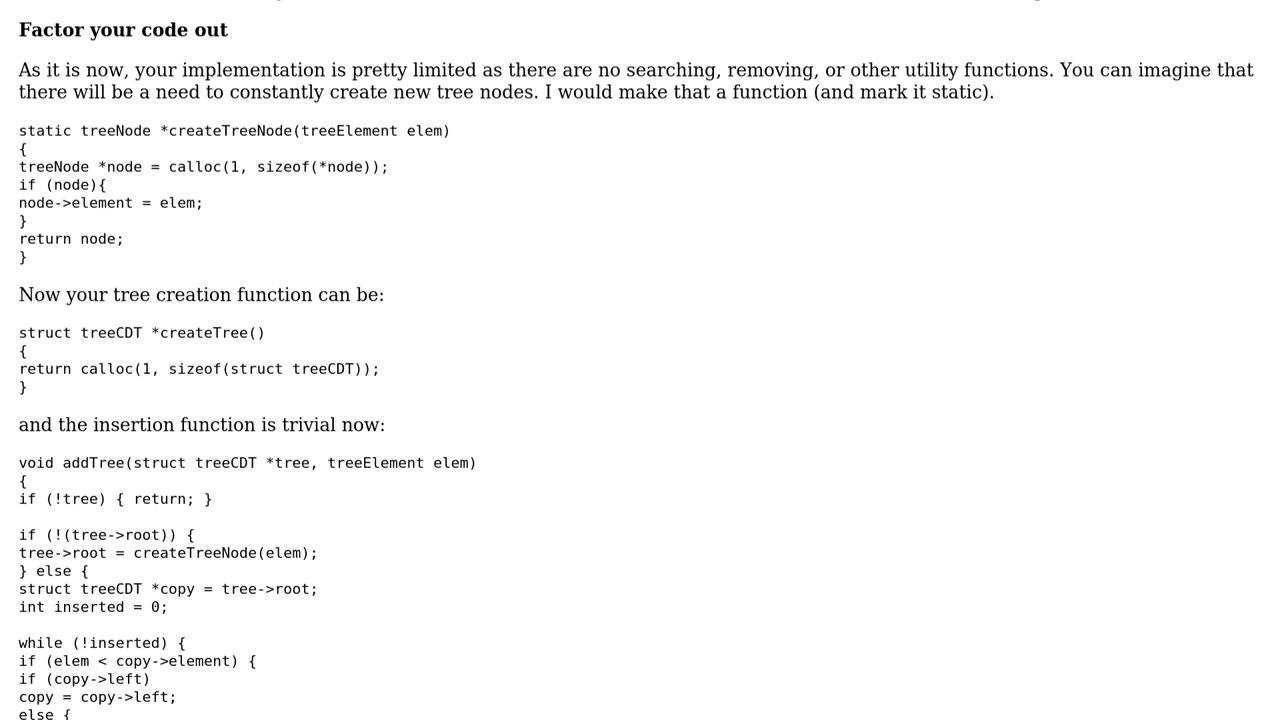 Factor your code out
As it is now, your implementation is pretty limited as there are no searching, removing, or other utility functions. You can imagine that
there will be a need to constantly create new tree nodes. I would make that a function (and mark it static).
static treeNode *createTreeNode(treeElement elem)
{
treeNode *node = calloc(1, sizeof(*node));
if (node){
node->element = elem;
}
return node;
}
Now your tree creation function can be:
struct treeCDT *createTree()
{
return calloc(1, sizeof(struct treeCDT));
}
and the insertion function is trivial now:
void addTree(struct treeCDT *tree, treeElement elem)
{
if (!tree) { return; }
if (!(tree->root)) {
tree->root = createTreeNode(elem);
} else {
struct treeCDT *copy = tree->root;
int inserted = 0;
while (!inserted) {
if (elem < copy->element) {
if (copy->left)
copy = copy->left;
else {